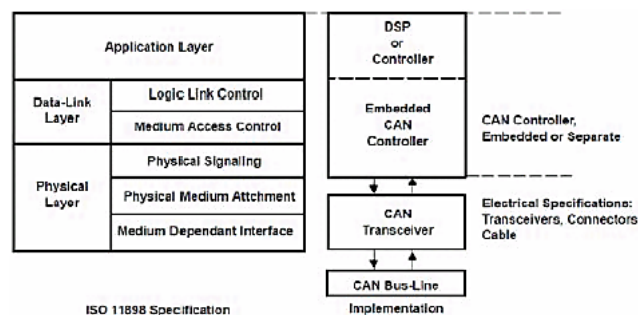 Application Layer
Data-Link
Layer
Logic Link Control
Medium Access Control
Physical
Layer
Physical Signaling
Physical Medium Attchment
Medium Dependant Interface
ISO 11898 Specification
DSP
or
Controller
Embedded
CAN
Controller
CAN
Transceiver
CAN Bus-Line
Implementation
CAN Controller,
Embedded or Separate
Electrical Specifications:
Transceivers, Connectors
Cable